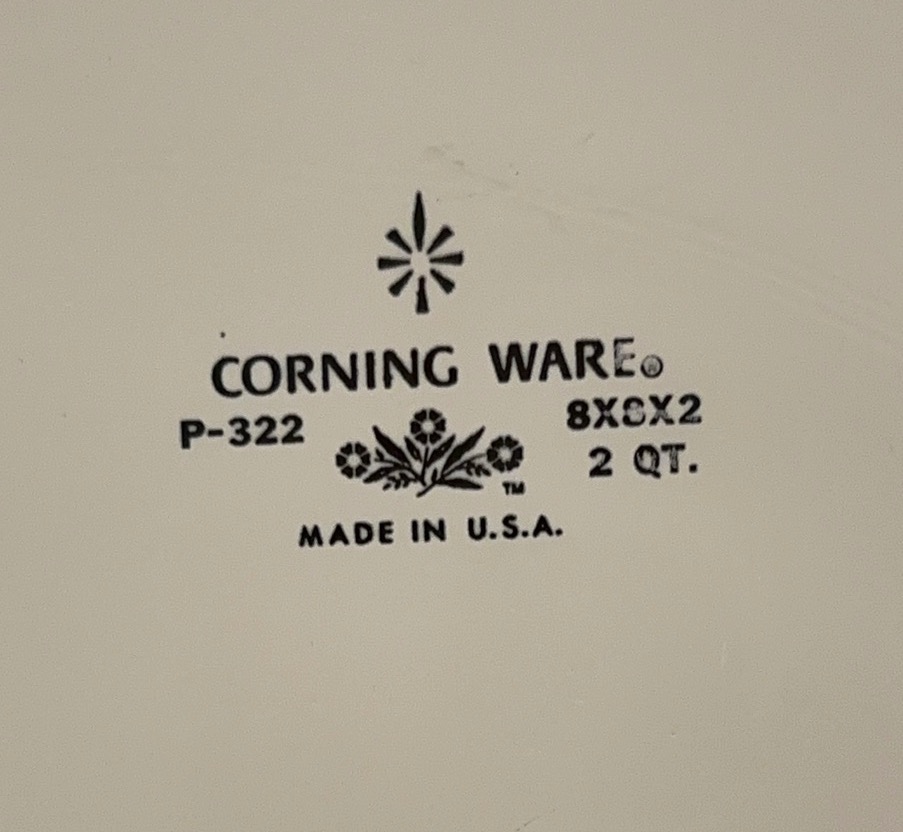 CORNING WARE®
P-322
8X8X2
2 QT.
TM
MADE IN U.S.A.